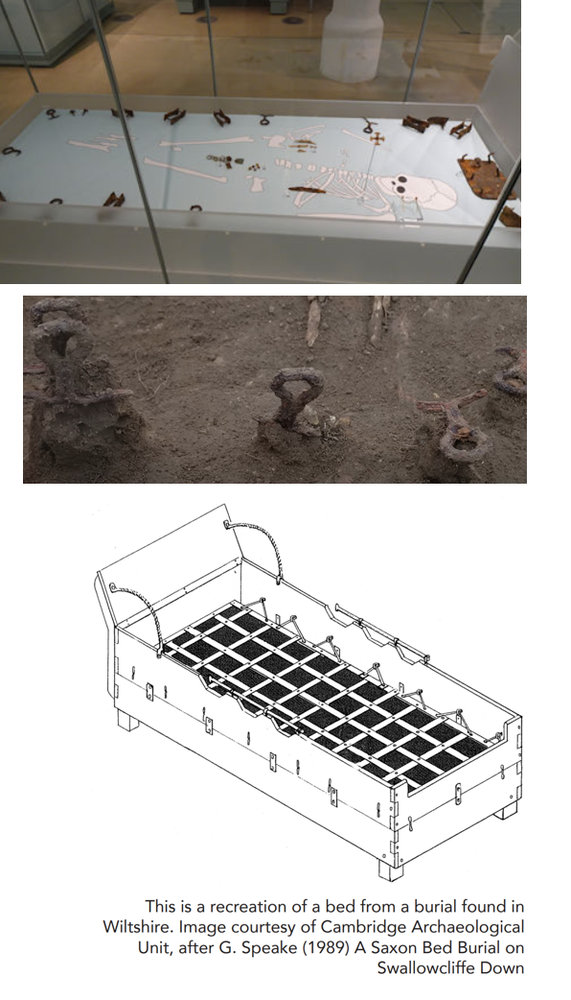 This is a recreation of a bed from a burial found in
Wiltshire. Image courtesy of Cambridge Archaeological
Unit, after G. Speake (1989) A Saxon Bed Burial on
Swallowcliffe Down